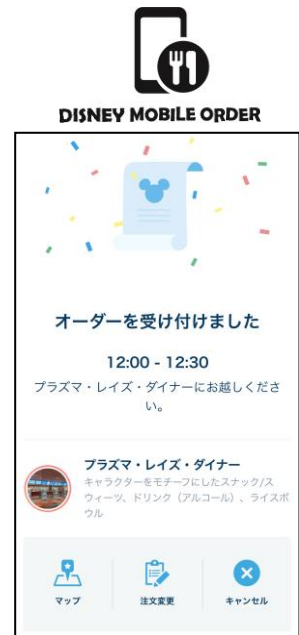 DISNEY MOBILE ORDER
オーダーを受け付けました
12:00 - 12:30
プラズマ・レイズ・ダイナーにお越しくださ
い。
プラズマ・レイズ・ダイナー
キャラクターをモチーフにしたスナック/ス
ウィーツ、ドリンク（アルコール）、ライスボ
ウル
マップ
注文変更
キャンセル